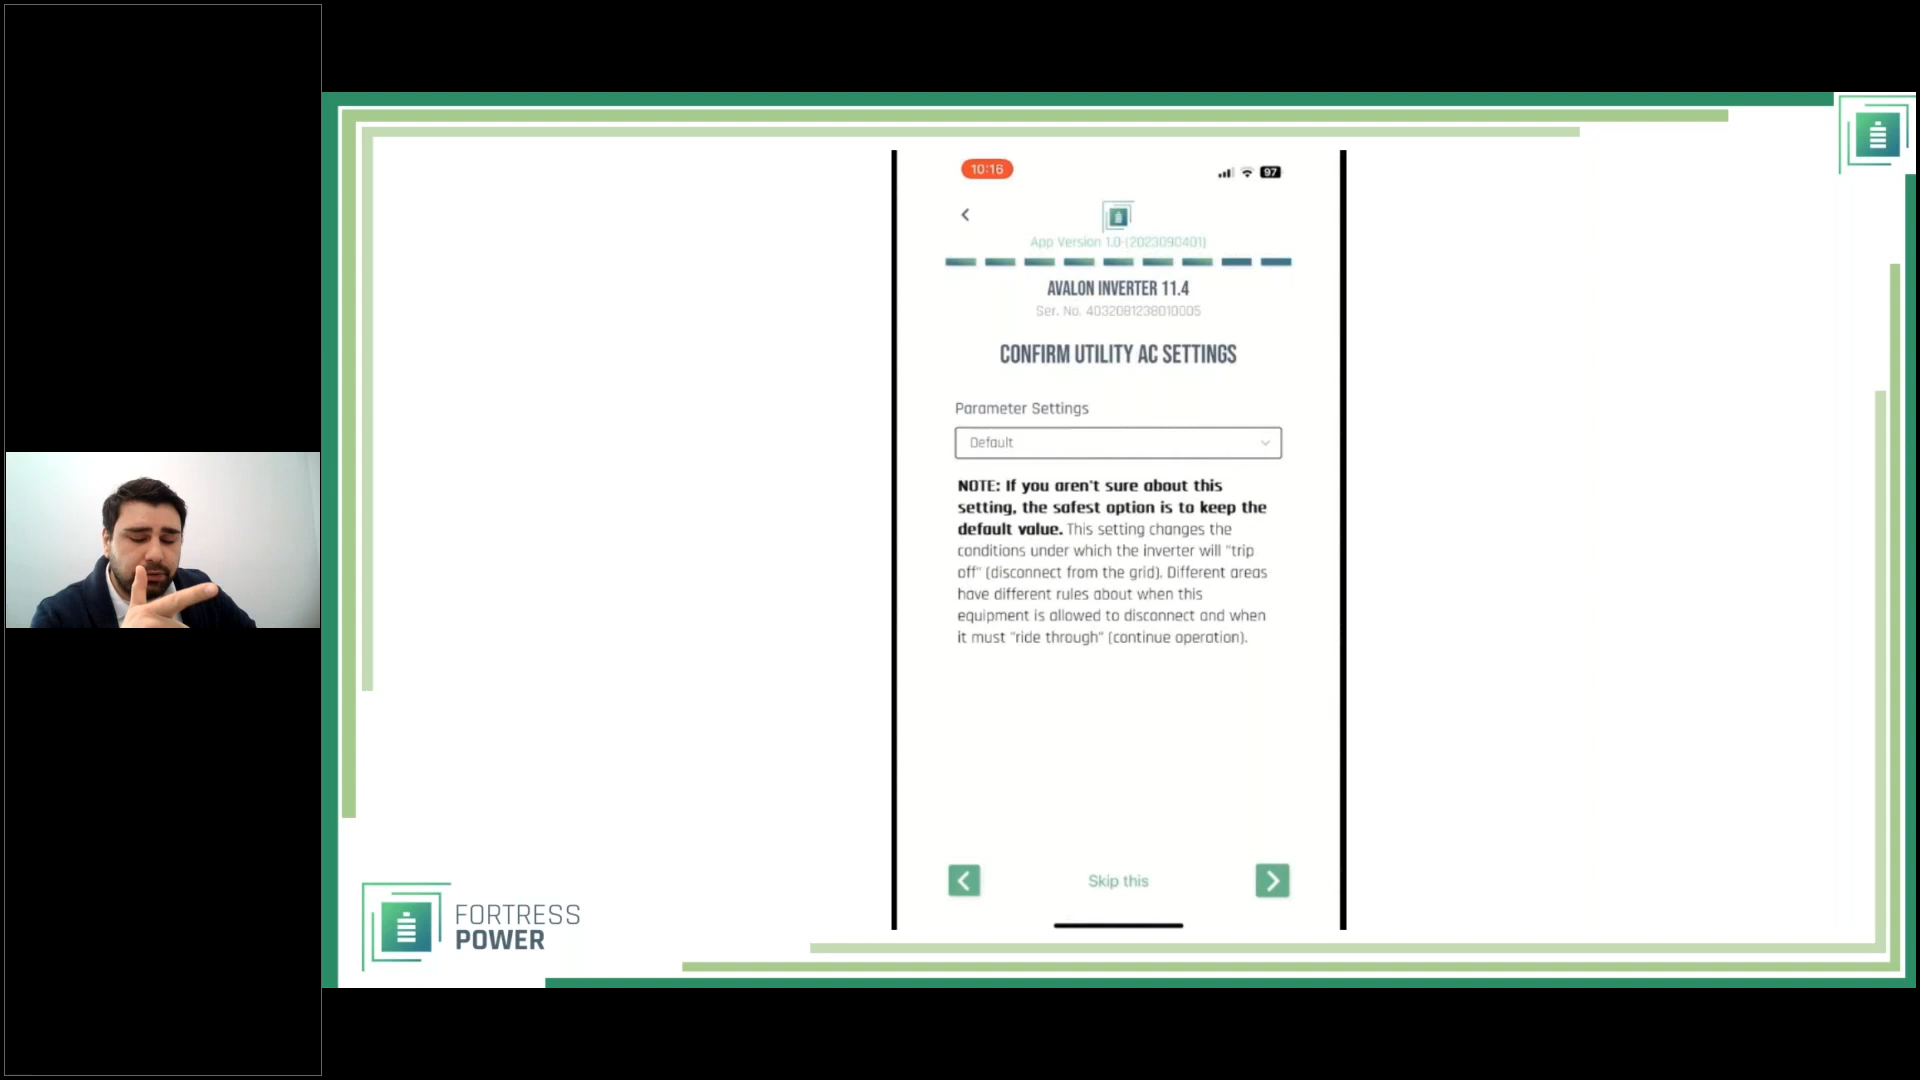 10:16
97
App Version 1.0-(2023090401)
AVALON INVERTER 11.4
Ser. No. 4032081238010005
CONFIRM UTILITY AC SETTINGS
Parameter Settings
Default
NOTE: If you aren't sure about this
setting, the safest option is to keep the
default value. This setting changes the
conditions under which the inverter will "trip
off" (disconnect from the grid). Different areas
have different rules about when this
equipment is allowed to disconnect and when
it must "ride through" (continue operation).
Skip this
FORTRESS
POWER